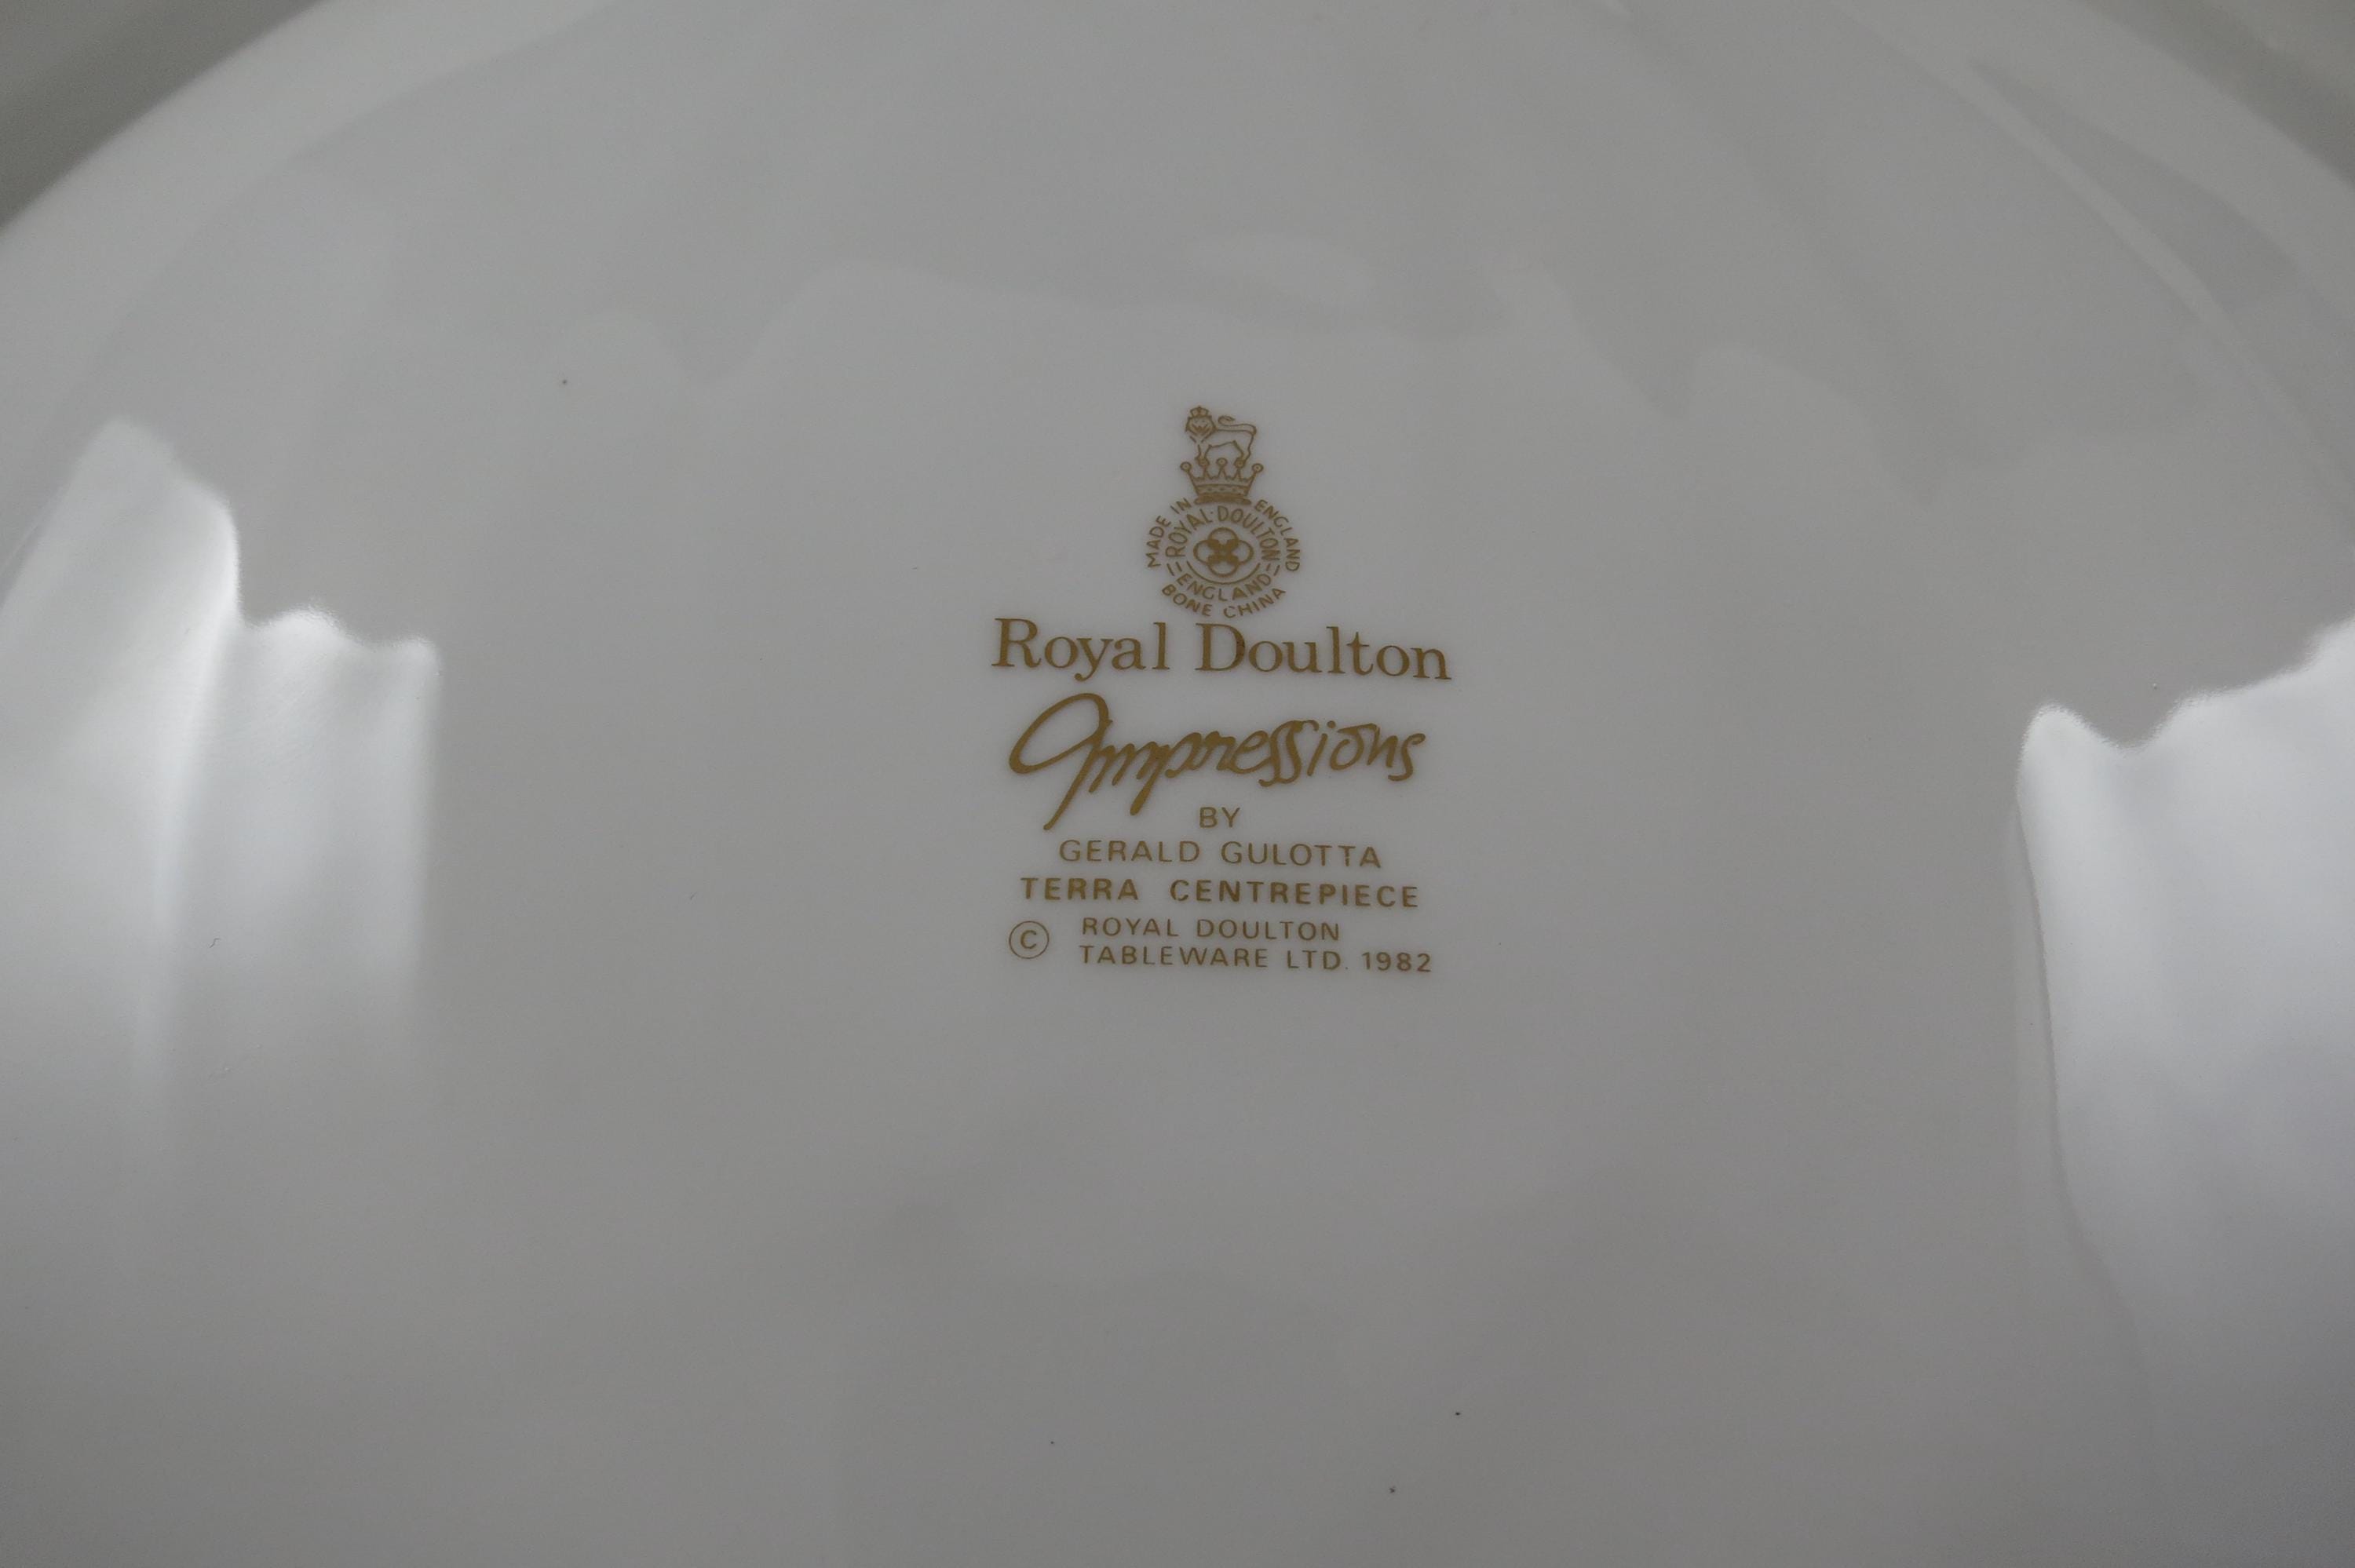 MADE IN ENGLAND
ROYAL·DOULTON
ENGLAND
BONE CHINA
Royal Doulton
Impressions
BY
GERALD GULOTTA
TERRA CENTREPIECE
© ROYAL DOULTON
TABLEWARE LTD. 1982